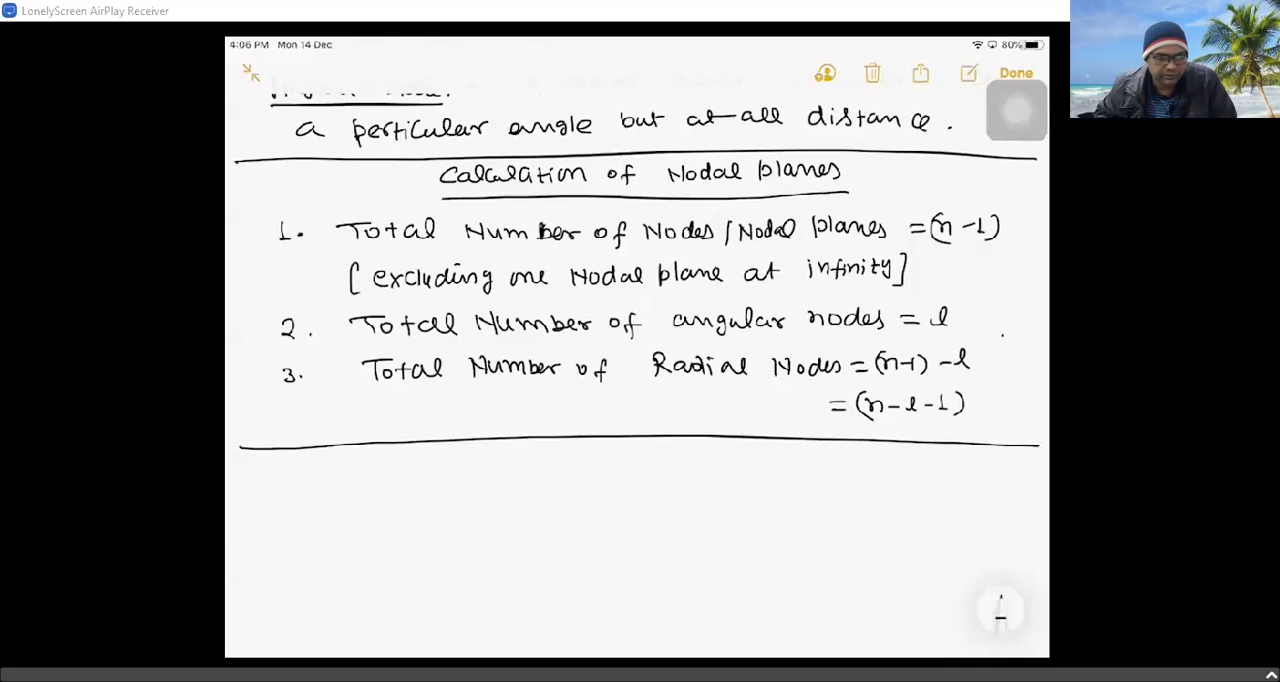 LonelyScreen AirPlay Receiver
4:06 PM Mon 14 Dec
80%
Done
a perticular angle but at all distance.
Calculation of Nodal planes
1. Total Number of Nodes/Nodal planes = (n-1)
[excluding one Nodal plane at infinity]
2. Total Number of angular nodes = l
3. Total Number of Radial Nodes = (n-1) - l
= (n-l-1)